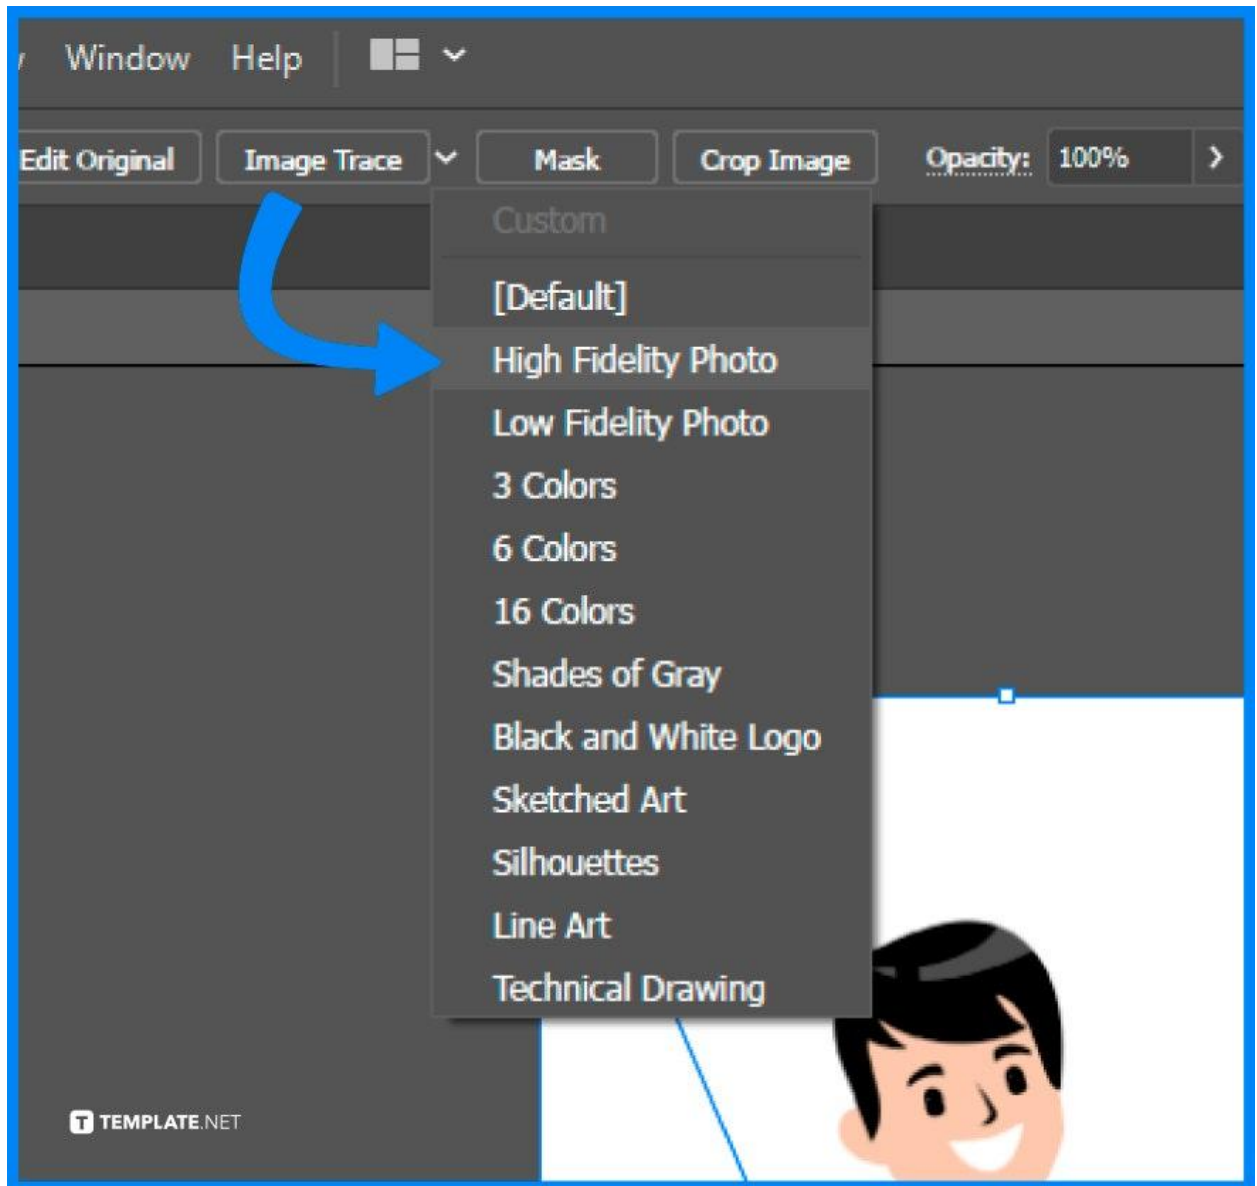 Window Help
Edit Original Image Trace Mask Crop Image Opacity: 100%
Custom
[Default]
High Fidelity Photo
Low Fidelity Photo
3 Colors
6 Colors
16 Colors
Shades of Gray
Black and White Logo
Sketched Art
Silhouettes
Line Art
Technical Drawing
T TEMPLATE.NET